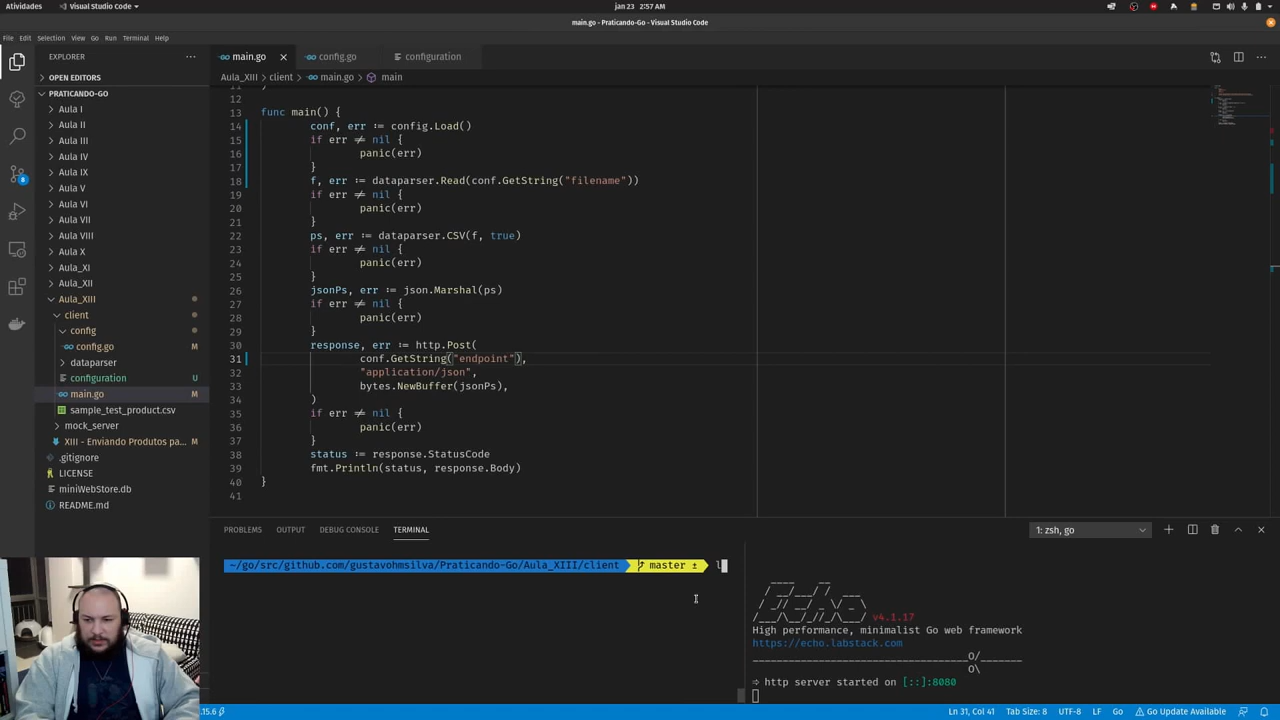 Atividades
Visual Studio Code
jan 23 2:57 AM
main.go - Praticando-Go - Visual Studio Code
File Edit Selection View Go Run Terminal Help
EXPLORER
OPEN EDITORS
PRATICANDO-GO
Aula I
Aula II
Aula III
Aula IV
Aula IX
Aula V
Aula VI
Aula VII
Aula VIII
Aula X
Aula_XI
Aula_XII
Aula_XIII
client
config
config.go M
dataparser
configuration U
main.go M
sample_test_product.csv
mock_server
XIII - Enviando Produtos pa... M
.gitignore
LICENSE
miniWebStore.db
README.md
8
main.go
config.go
configuration
Aula_XIII > client > main.go > main
11 )
12
13 func main() {
14 conf, err := config.Load()
15 if err ≠ nil {
16 panic(err)
17 }
18 f, err := dataparser.Read(conf.GetString("filename"))
19 if err ≠ nil {
20 panic(err)
21 }
22 ps, err := dataparser.CSV(f, true)
23 if err ≠ nil {
24 panic(err)
25 }
26 jsonPs, err := json.Marshal(ps)
27 if err ≠ nil {
28 panic(err)
29 }
30 response, err := http.Post(
31 conf.GetString("endpoint"),
32 "application/json",
33 bytes.NewBuffer(jsonPs),
34 )
35 if err ≠ nil {
36 panic(err)
37 }
38 status := response.StatusCode
39 fmt.Println(status, response.Body)
40 }
41
PROBLEMS OUTPUT DEBUG CONSOLE TERMINAL
1: zsh, go
~/go/src/github.com/gustavohmsilva/Praticando-Go/Aula_XIII/client master ± l
____ __
/ __/___/ / ___
/ _// __/ _ \/ _ \
/___/\__/_//_/\___/ v4.1.17
High performance, minimalist Go web framework
https://echo.labstack.com
____________________________________O/_______
O\
⇨ http server started on [::]:8080
.15.6
Ln 31, Col 41 Tab Size: 8 UTF-8 LF Go Go Update Available